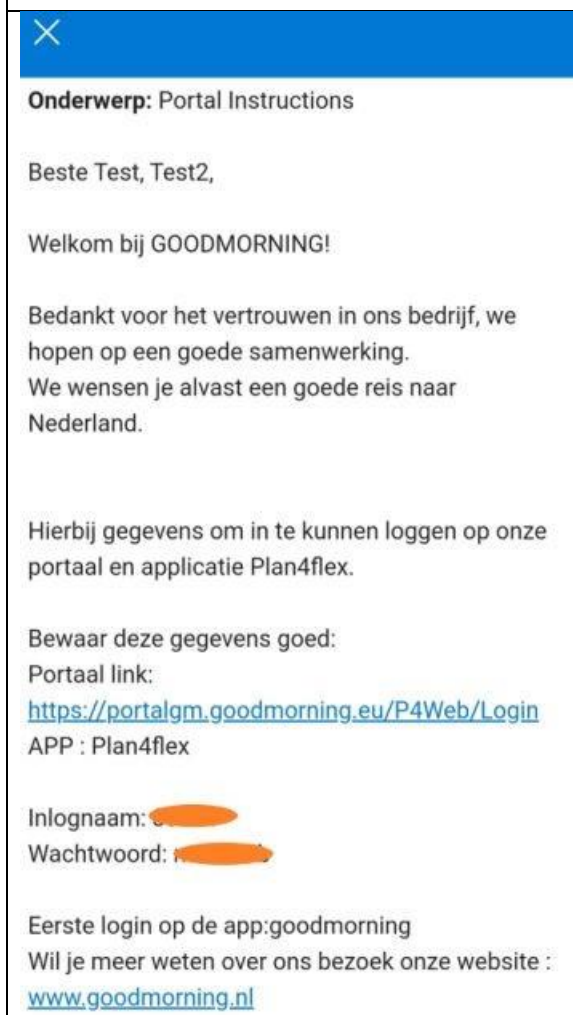 Onderwerp: Portal Instructions
Beste Test, Test2,
Welkom bij GOODMORNING!
Bedankt voor het vertrouwen in ons bedrijf, we
hopen op een goede samenwerking.
We wensen je alvast een goede reis naar
Nederland.
Hierbij gegevens om in te kunnen loggen op onze
portaal en applicatie Plan4flex.
Bewaar deze gegevens goed:
Portaal link:
https://portalgm.goodmorning.eu/P4Web/Login
APP : Plan4flex
Inlognaam:
Wachtwoord:
Eerste login op de app:goodmorning
Wil je meer weten over ons bezoek onze website :
www.goodmorning.nl